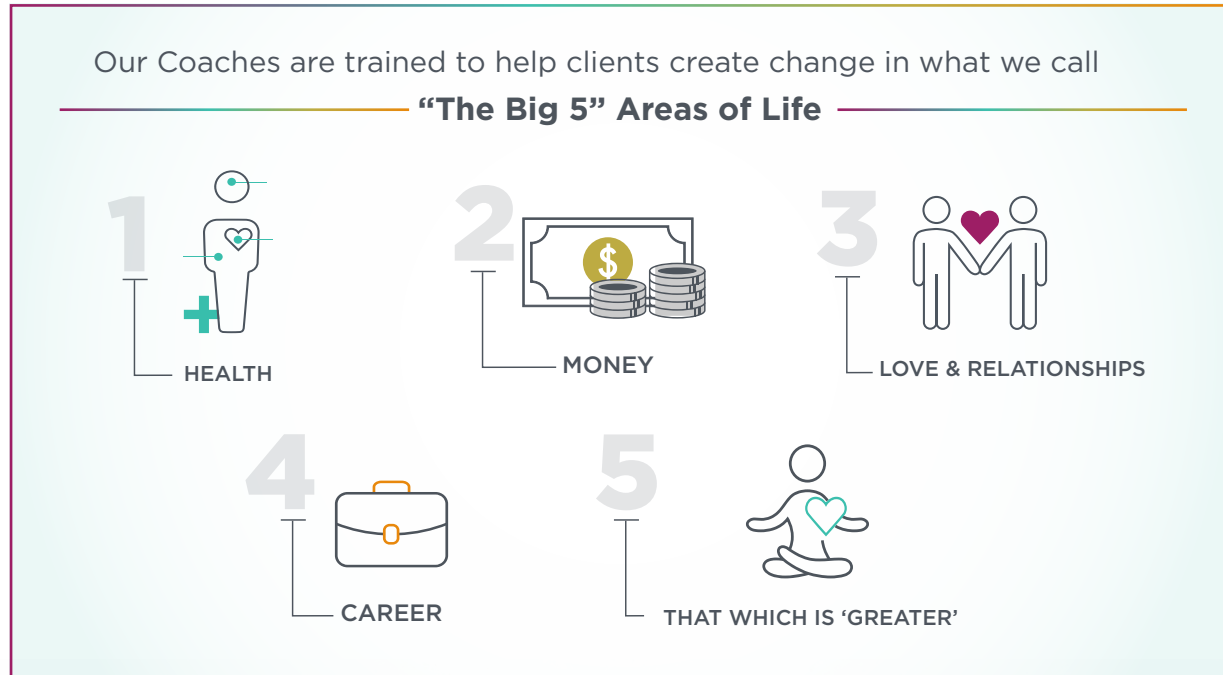 Our Coaches are trained to help clients create change in what we call
“The Big 5” Areas of Life
1
HEALTH
2
$
MONEY
3
LOVE & RELATIONSHIPS
4
CAREER
5
THAT WHICH IS ‘GREATER’